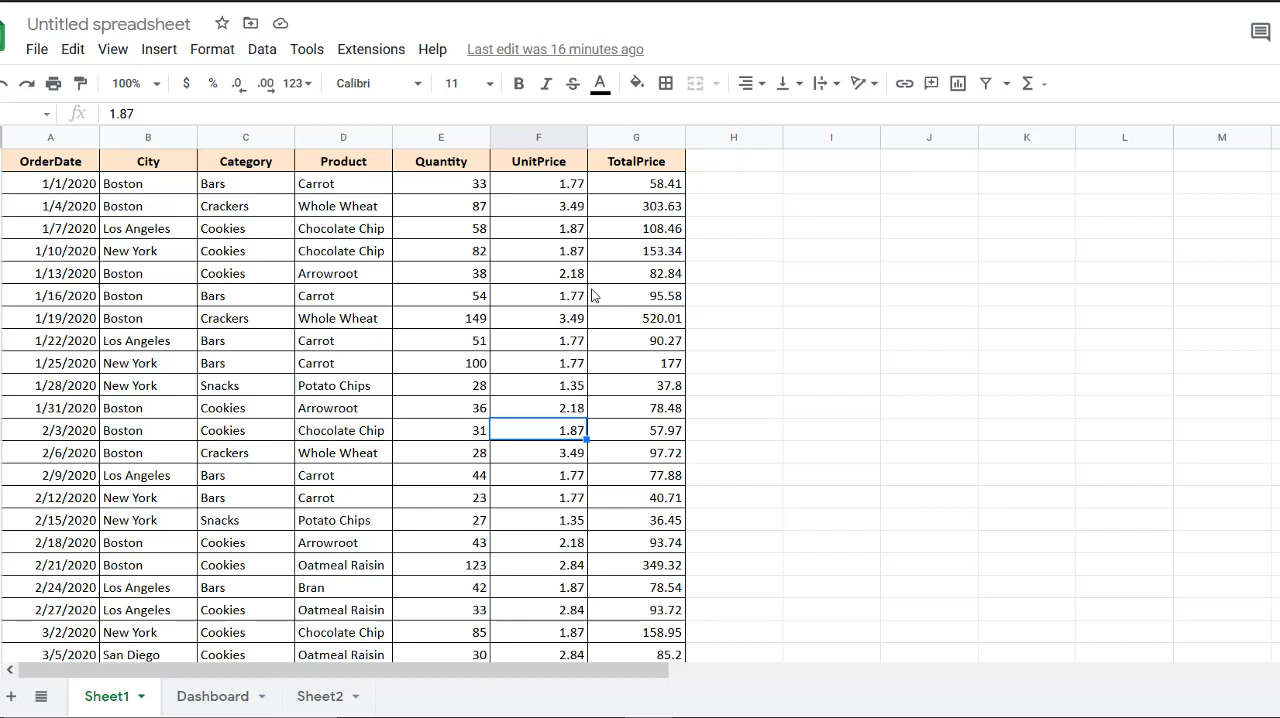 Untitled spreadsheet
File Edit View Insert Format Data Tools Extensions Help Last edit was 16 minutes ago
100% $ % .0 .00 123 Calibri 11 B I S A Σ
fx 1.87
A B C D E F G H I J K L M
OrderDate City Category Product Quantity UnitPrice TotalPrice
1/1/2020 Boston Bars Carrot 33 1.77 58.41
1/4/2020 Boston Crackers Whole Wheat 87 3.49 303.63
1/7/2020 Los Angeles Cookies Chocolate Chip 58 1.87 108.46
1/10/2020 New York Cookies Chocolate Chip 82 1.87 153.34
1/13/2020 Boston Cookies Arrowroot 38 2.18 82.84
1/16/2020 Boston Bars Carrot 54 1.77 95.58
1/19/2020 Boston Crackers Whole Wheat 149 3.49 520.01
1/22/2020 Los Angeles Bars Carrot 51 1.77 90.27
1/25/2020 New York Bars Carrot 100 1.77 177
1/28/2020 New York Snacks Potato Chips 28 1.35 37.8
1/31/2020 Boston Cookies Arrowroot 36 2.18 78.48
2/3/2020 Boston Cookies Chocolate Chip 31 1.87 57.97
2/6/2020 Boston Crackers Whole Wheat 28 3.49 97.72
2/9/2020 Los Angeles Bars Carrot 44 1.77 77.88
2/12/2020 New York Bars Carrot 23 1.77 40.71
2/15/2020 New York Snacks Potato Chips 27 1.35 36.45
2/18/2020 Boston Cookies Arrowroot 43 2.18 93.74
2/21/2020 Boston Cookies Oatmeal Raisin 123 2.84 349.32
2/24/2020 Los Angeles Bars Bran 42 1.87 78.54
2/27/2020 Los Angeles Cookies Oatmeal Raisin 33 2.84 93.72
3/2/2020 New York Cookies Chocolate Chip 85 1.87 158.95
3/5/2020 San Diego Cookies Oatmeal Raisin 30 2.84 85.2
Sheet1 Dashboard Sheet2